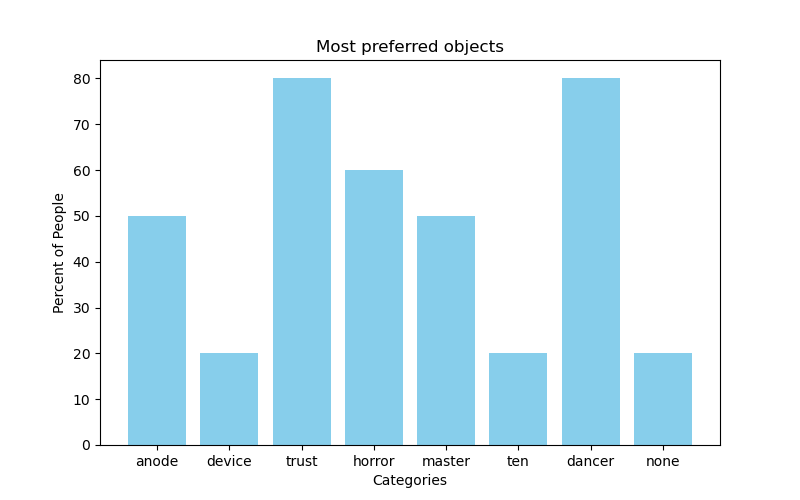 Most preferred objects
Percent of People
80
70
60
50
40
30
20
10
0
anode device trust horror master ten dancer none
Categories